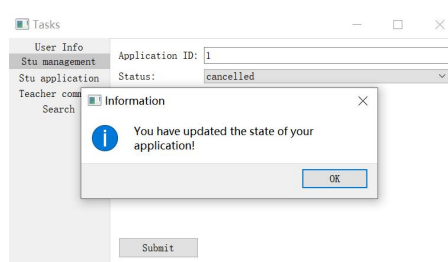 Tasks
User Info
Stu management
Stu application
Teacher com
Search
Application ID: 1
Status: cancelled
Information
You have updated the state of your
application!
OK
Submit